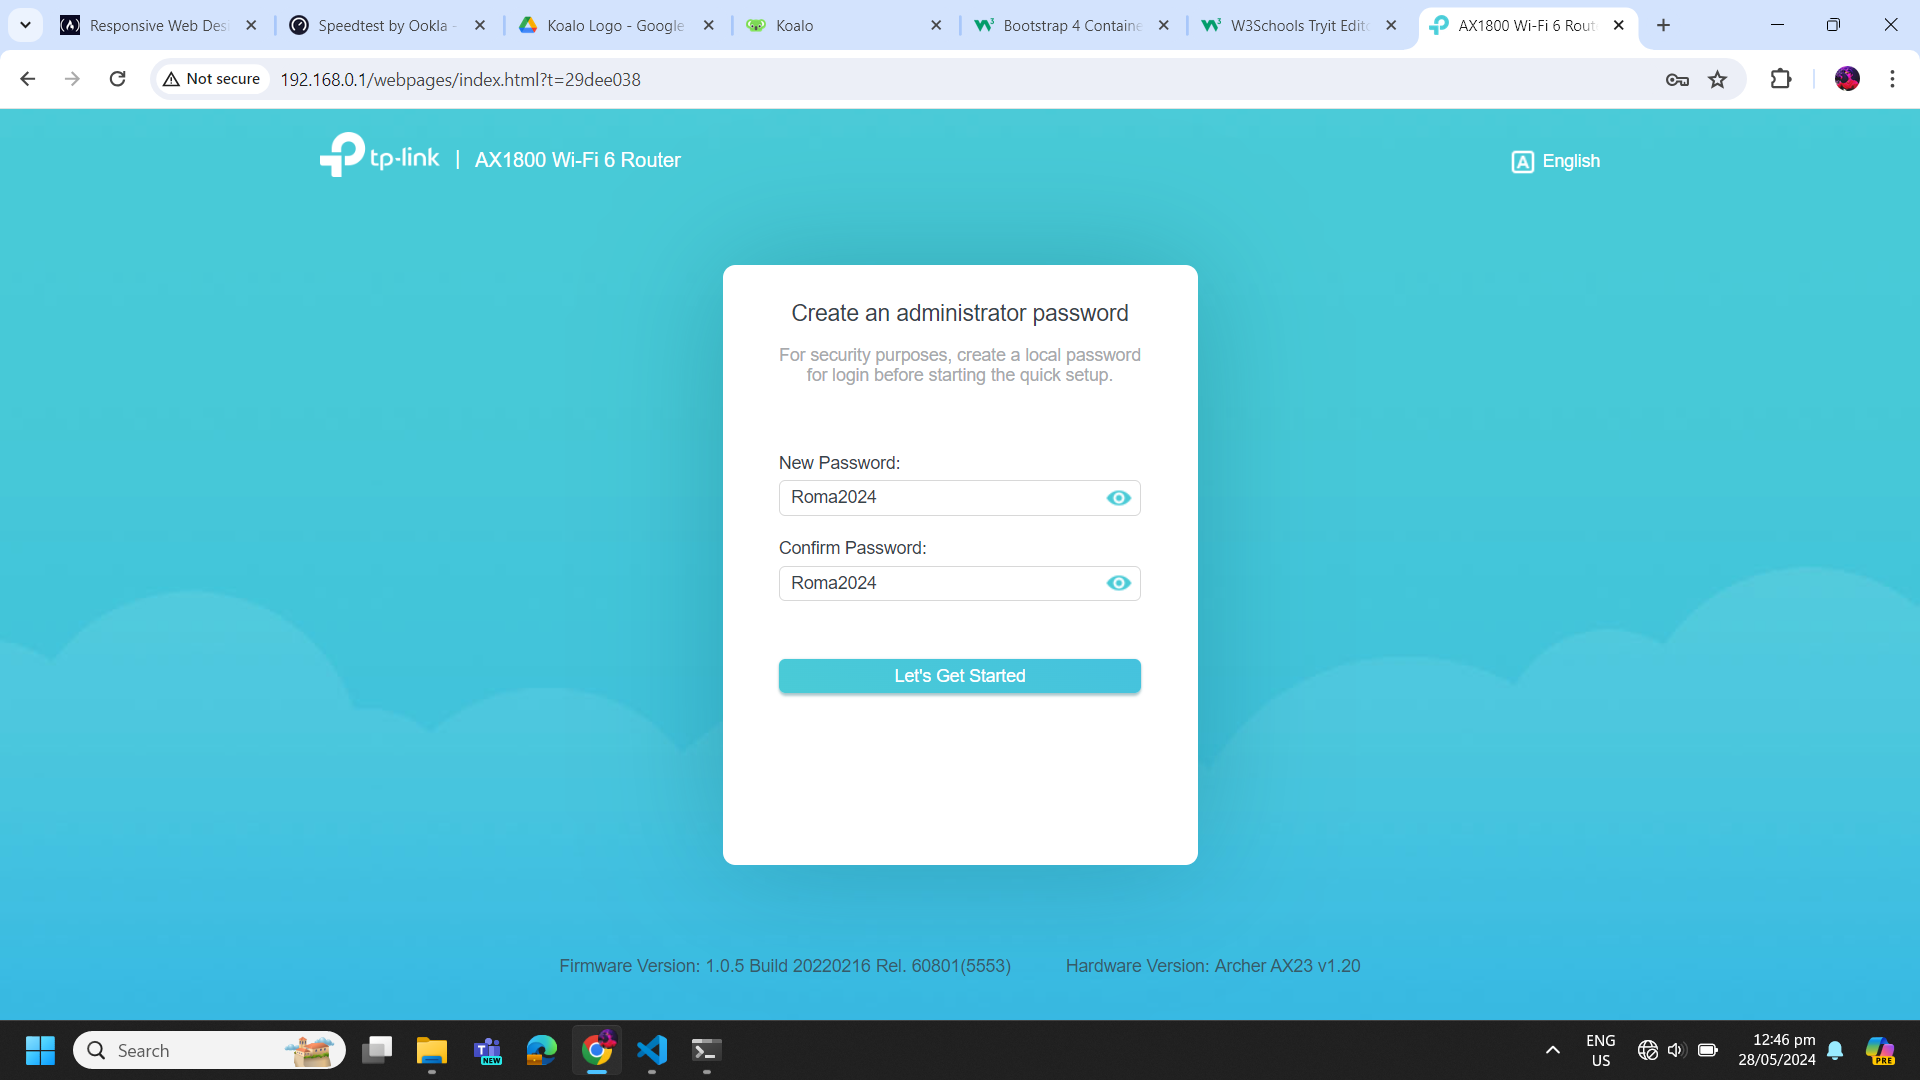 Responsive Web Des
Speedtest by Ookla -
Koalo Logo - Google
Koalo
Bootstrap 4 Containe
W3Schools Tryit Edito
AX1800 Wi-Fi 6 Rout
Not secure
192.168.0.1/webpages/index.html?t=29dee038
tp-link | AX1800 Wi-Fi 6 Router
A English
Create an administrator password
For security purposes, create a local password
for login before starting the quick setup.
New Password:
Roma2024
Confirm Password:
Roma2024
Let's Get Started
Firmware Version: 1.0.5 Build 20220216 Rel. 60801(5553)
Hardware Version: Archer AX23 v1.20
Search
NEW
ENG
US
12:46 pm
28/05/2024
PRE